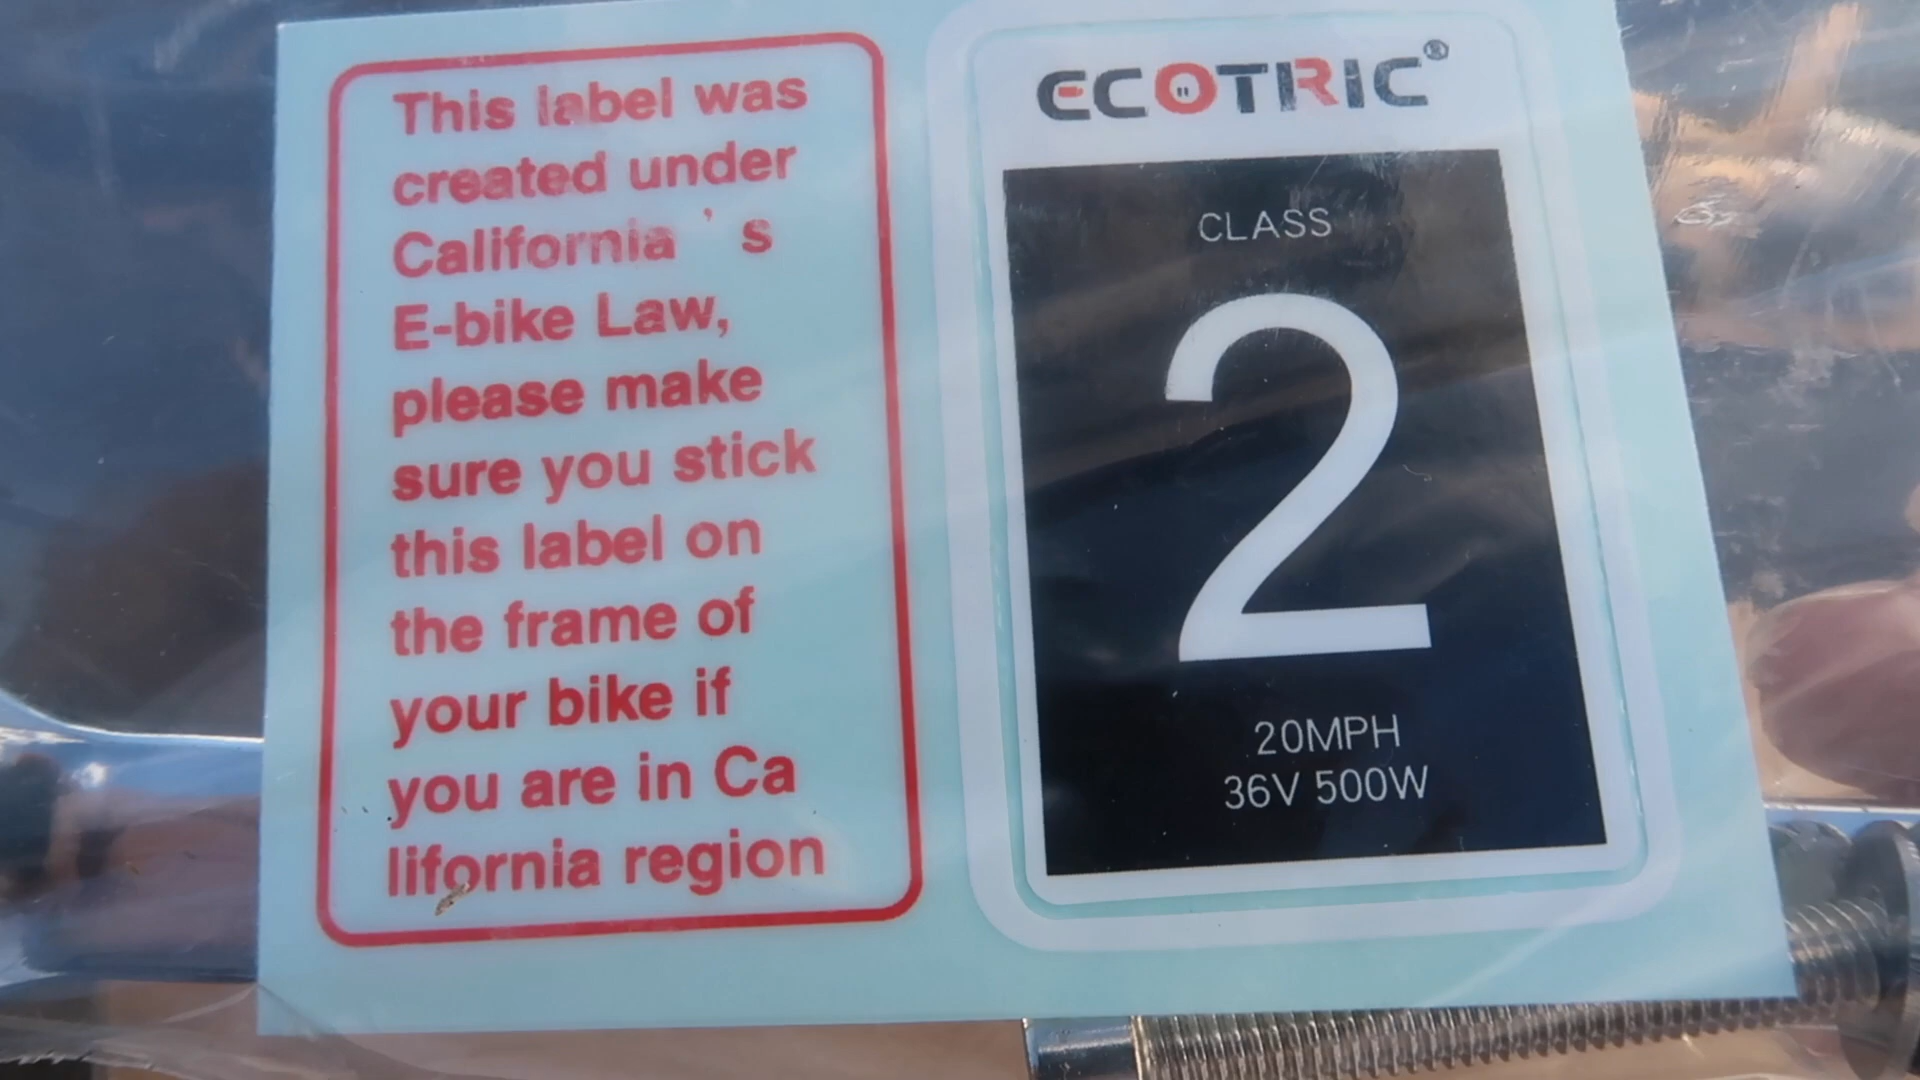 This label was
created under
California ’ s
E-bike Law,
please make
sure you stick
this label on
the frame of
your bike if
you are in Ca
lifornia region
ECOTRIC®
CLASS
2
20MPH
36V 500W